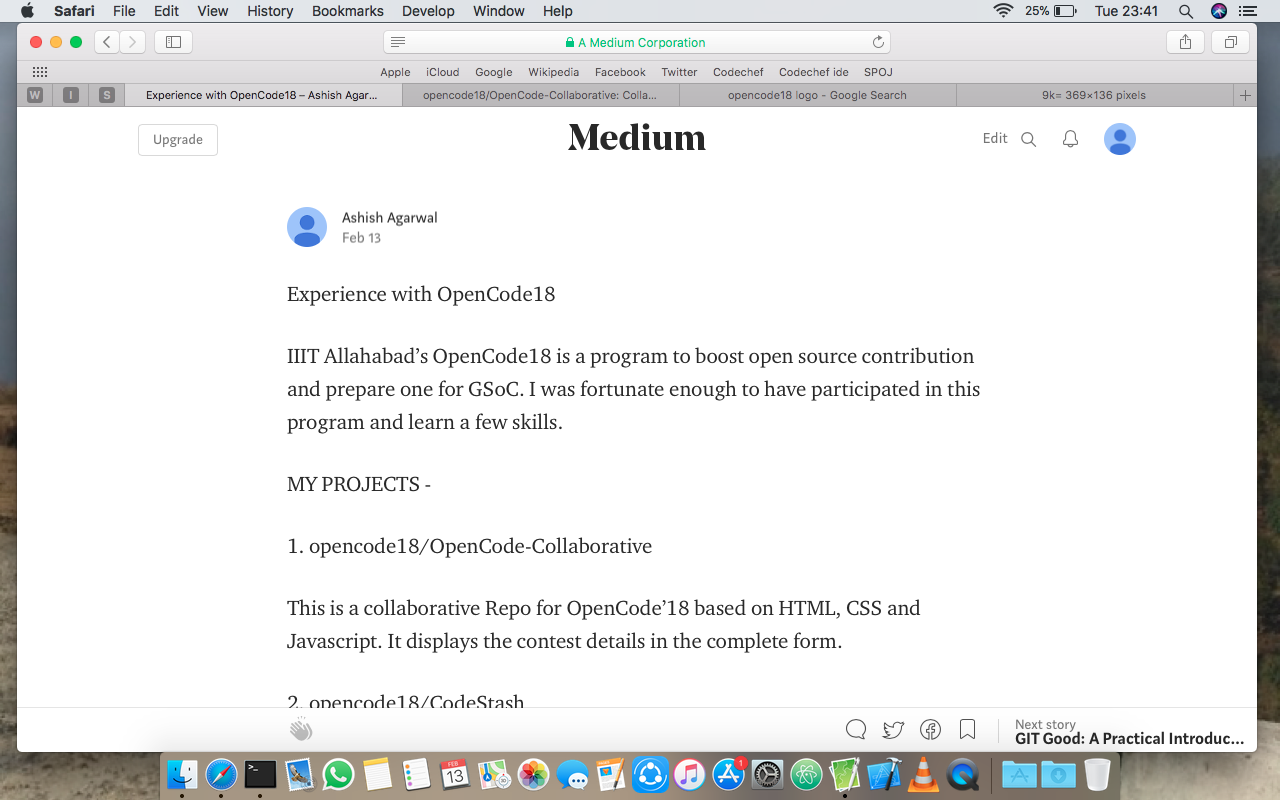 Safari File Edit View History Bookmarks Develop Window Help 25% Tue 23:41
A Medium Corporation
Apple iCloud Google Wikipedia Facebook Twitter Codechef Codechef ide SPOJ
W I S Experience with OpenCode18 – Ashish Agar... opencode18/OpenCode-Collaborative: Colla... opencode18 logo - Google Search 9k= 369×136 pixels
Upgrade Medium Edit
Ashish Agarwal
Feb 13
Experience with OpenCode18
IIIT Allahabad’s OpenCode18 is a program to boost open source contribution
and prepare one for GSoC. I was fortunate enough to have participated in this
program and learn a few skills.
MY PROJECTS -
1. opencode18/OpenCode-Collaborative
This is a collaborative Repo for OpenCode’18 based on HTML, CSS and
Javascript. It displays the contest details in the complete form.
2. opencode18/CodeStash
Next story
GIT Good: A Practical Introduc...
FEB
13
1